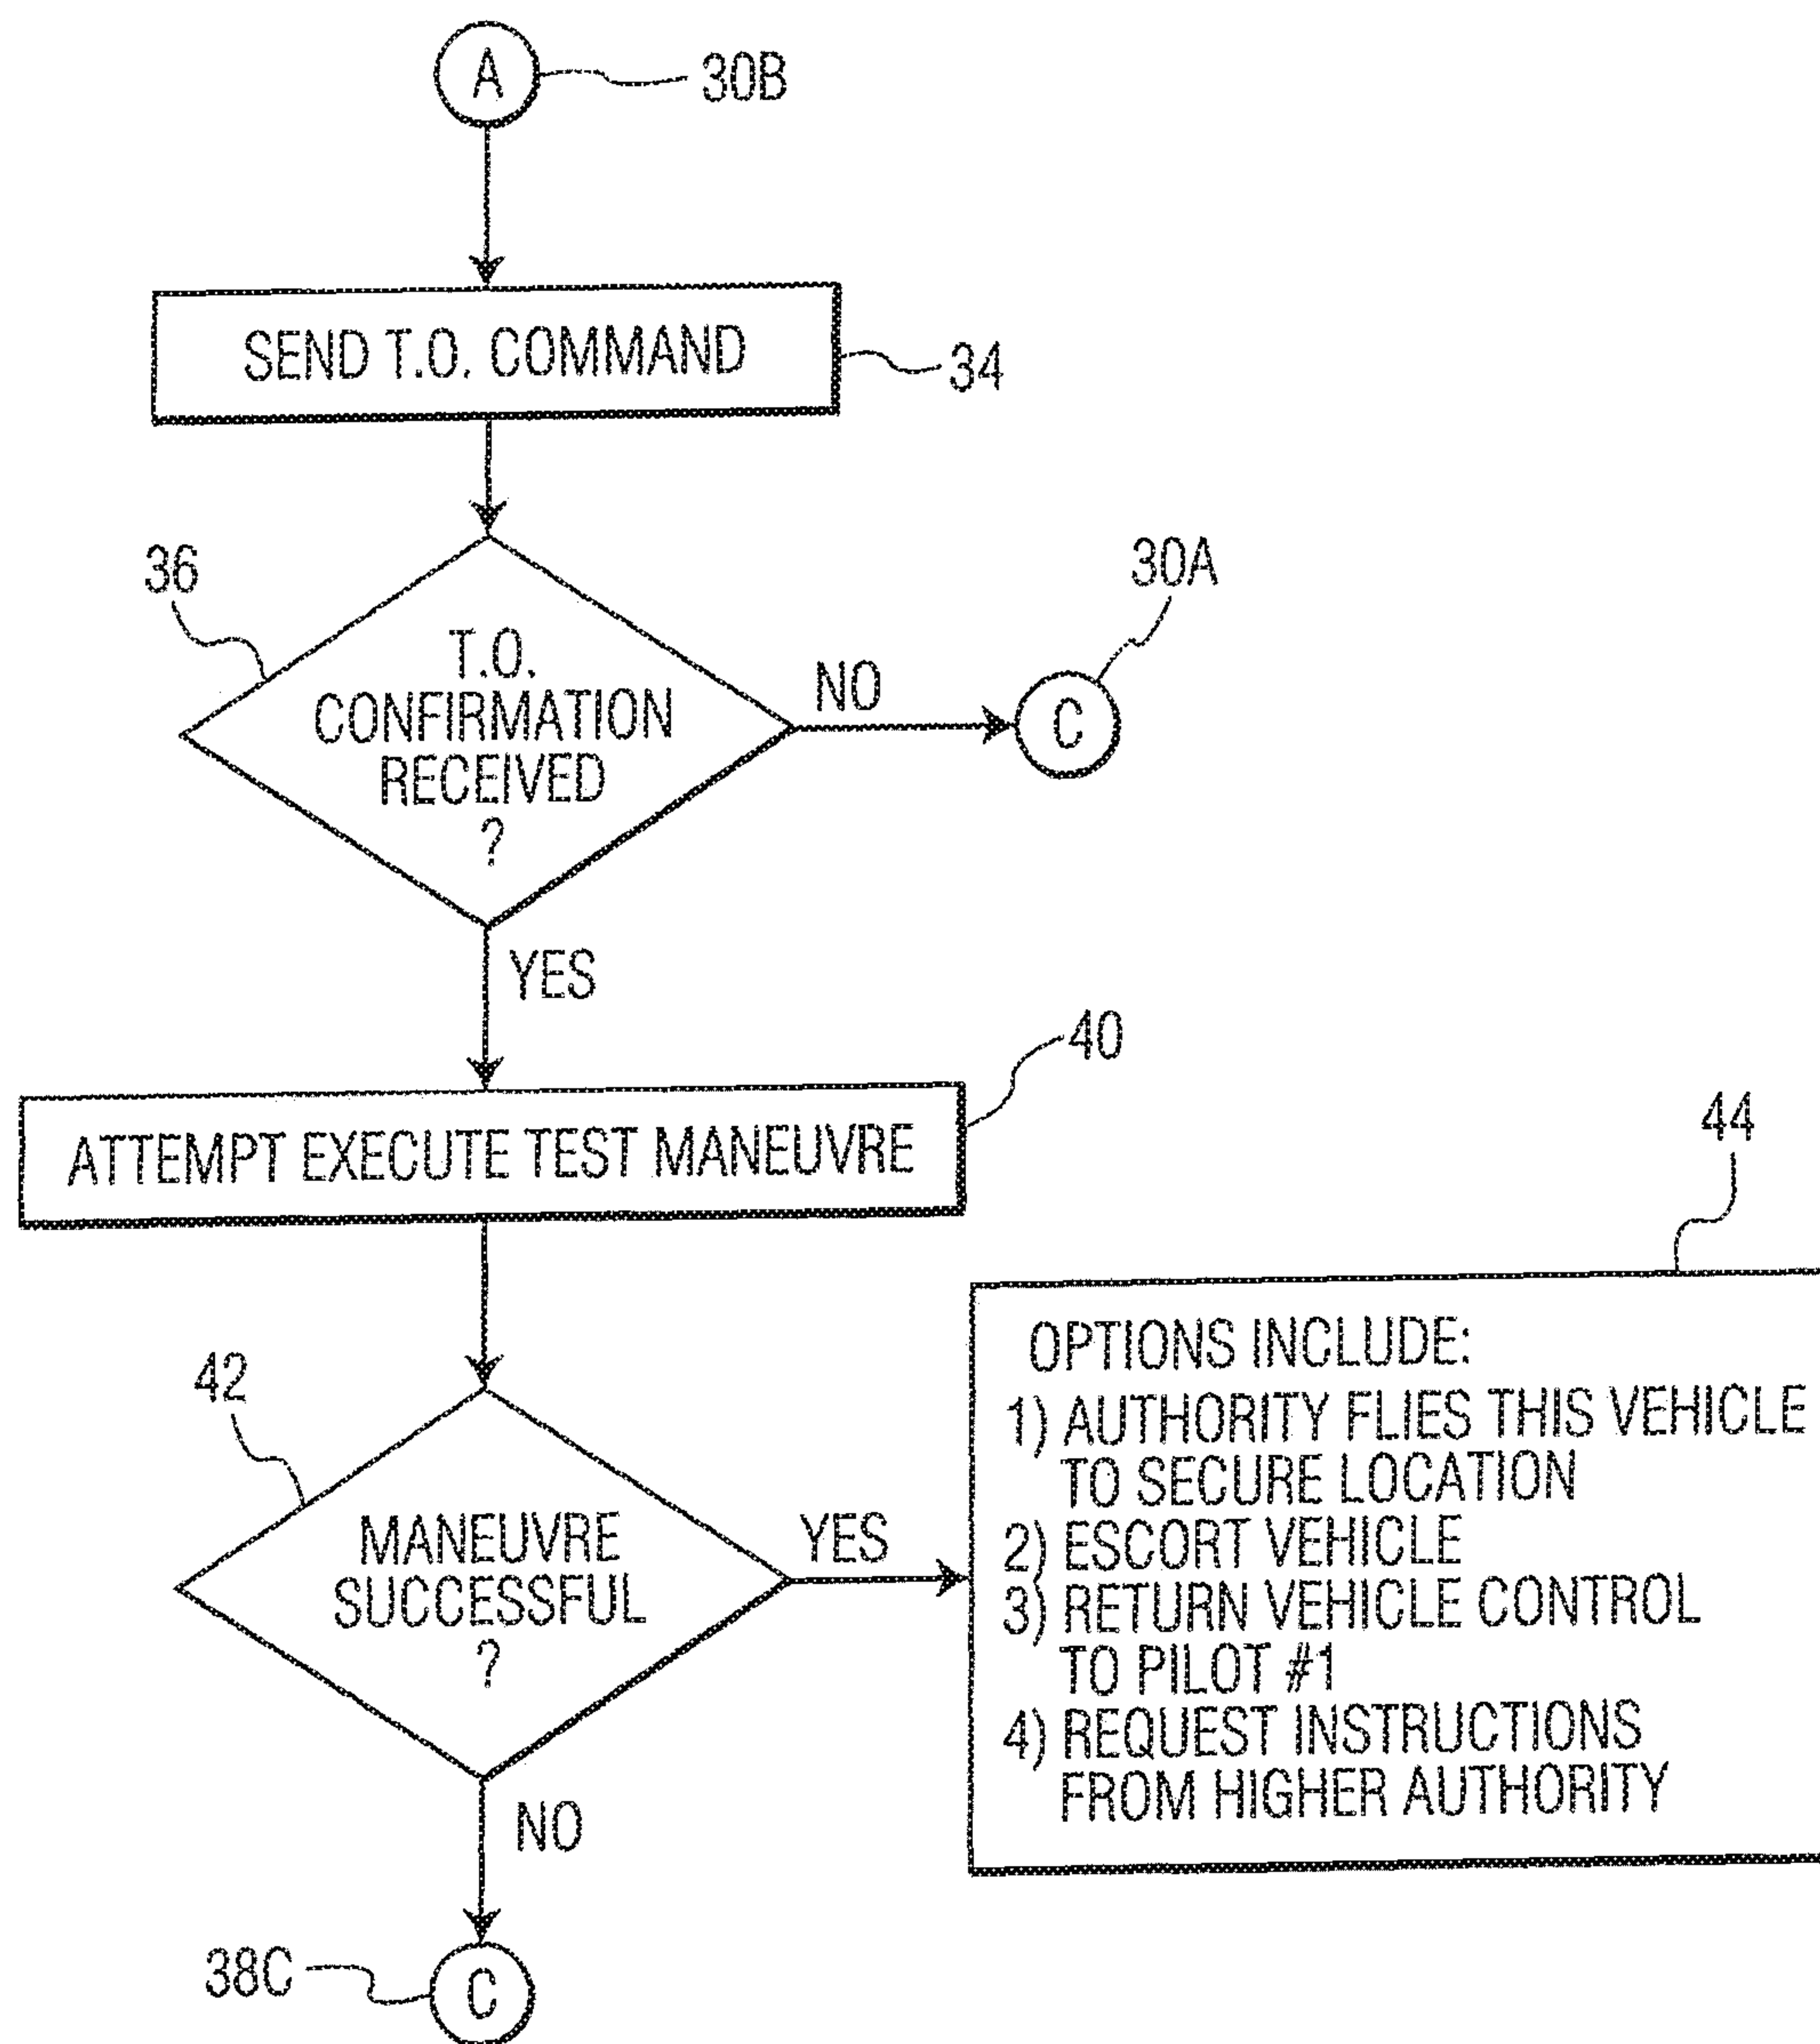 A
30B
SEND T.O. COMMAND
34
36
T.O.
CONFIRMATION
RECEIVED
?
NO
30A
C
YES
ATTEMPT EXECUTE TEST MANEUVRE
40
42
MANEUVRE
SUCCESSFUL
?
YES
44
OPTIONS INCLUDE:
1) AUTHORITY FLIES THIS VEHICLE
TO SECURE LOCATION
2) ESCORT VEHICLE
3) RETURN VEHICLE CONTROL
TO PILOT #1
4) REQUEST INSTRUCTIONS
FROM HIGHER AUTHORITY
NO
38C
C